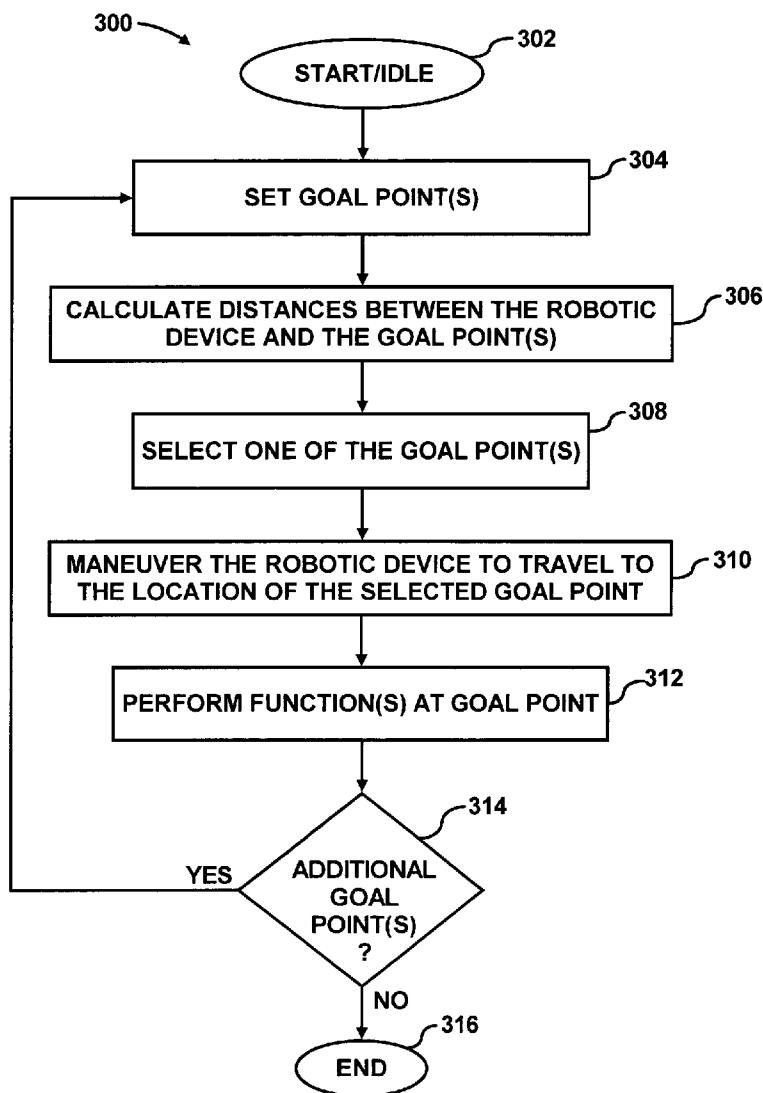 300
302
START/IDLE
304
SET GOAL POINT(S)
306
CALCULATE DISTANCES BETWEEN THE ROBOTIC
DEVICE AND THE GOAL POINT(S)
308
SELECT ONE OF THE GOAL POINT(S)
310
MANEUVER THE ROBOTIC DEVICE TO TRAVEL TO
THE LOCATION OF THE SELECTED GOAL POINT
312
PERFORM FUNCTION(S) AT GOAL POINT
314
YES
ADDITIONAL
GOAL
POINT(S)
?
NO
316
END